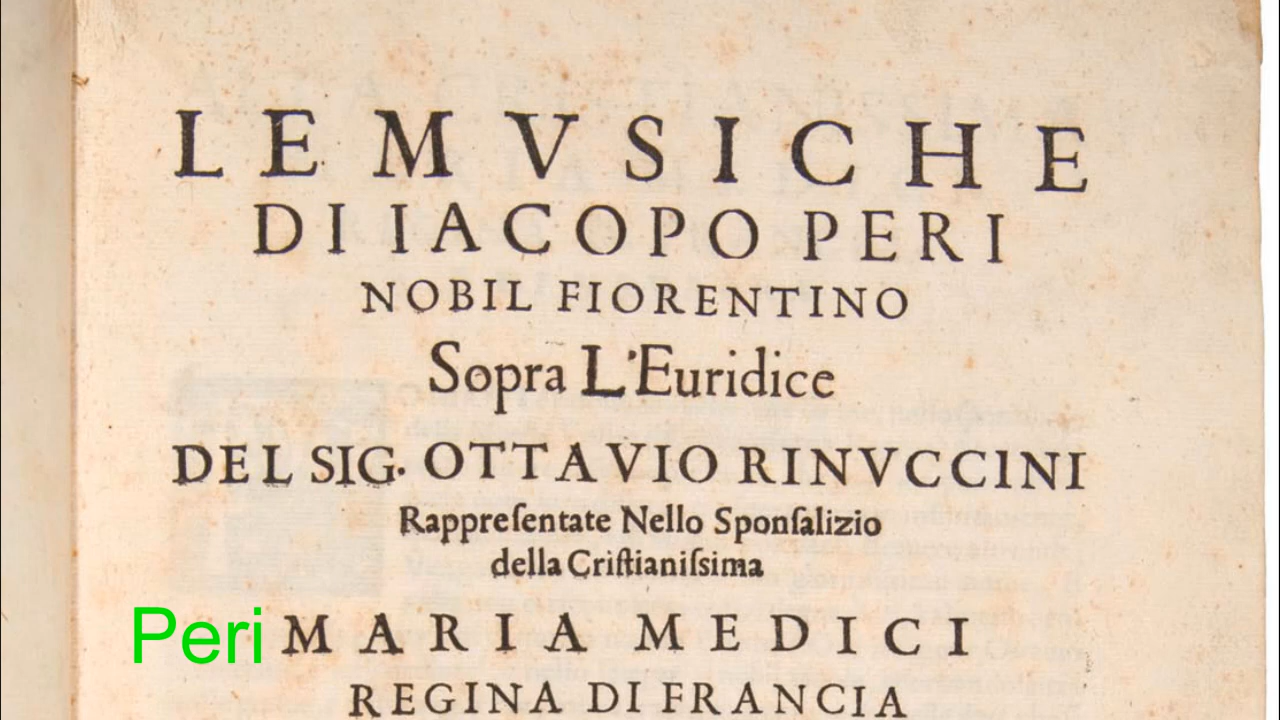 LE MVSICHE
DI IACOPO PERI
NOBIL FIORENTINO
Sopra L'Euridice
DEL SIG. OTTAVIO RINVCCINI
Rappreſentate Nello Sponſalizio
della Criſtianiſsima
Peri
MARIA MEDICI
REGINA DI FRANCIA